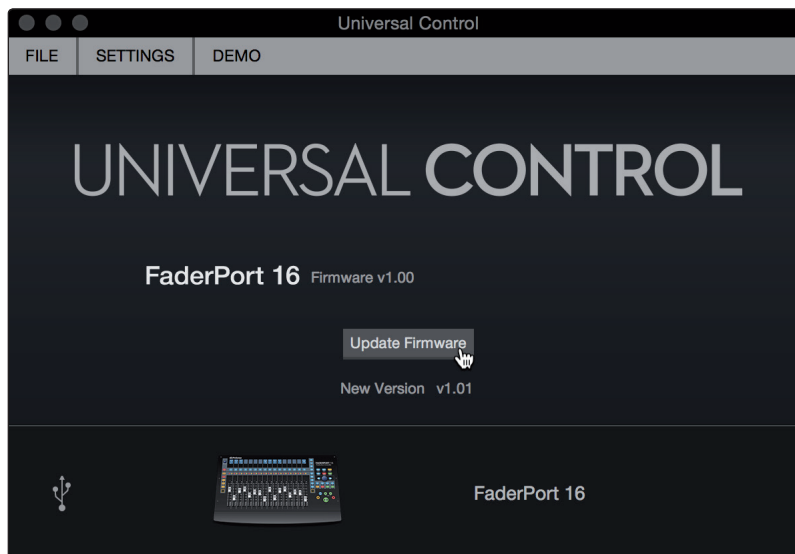 Universal Control
FILE SETTINGS DEMO
UNIVERSAL CONTROL
FaderPort 16 Firmware v1.00
Update Firmware
New Version v1.01
FaderPort 16